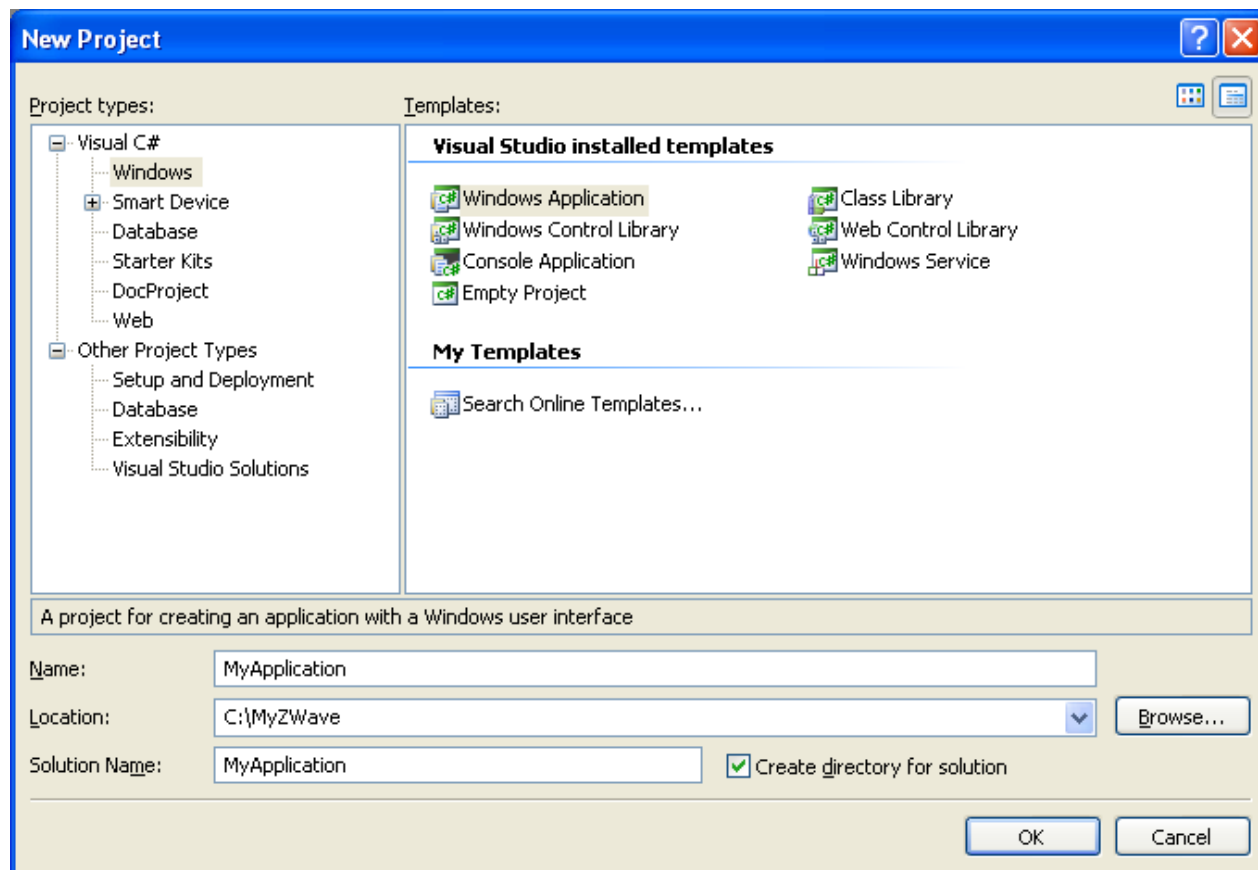 New Project
Project types:
Templates:
Visual C#
Windows
Smart Device
Database
Starter Kits
DocProject
Web
Other Project Types
Setup and Deployment
Database
Extensibility
Visual Studio Solutions
Visual Studio installed templates
Windows Application
Class Library
Windows Control Library
Web Control Library
Console Application
Windows Service
Empty Project
My Templates
Search Online Templates...
A project for creating an application with a Windows user interface
Name:
MyApplication
Location:
C:\MyZWave
Browse...
Solution Name:
MyApplication
Create directory for solution
OK
Cancel